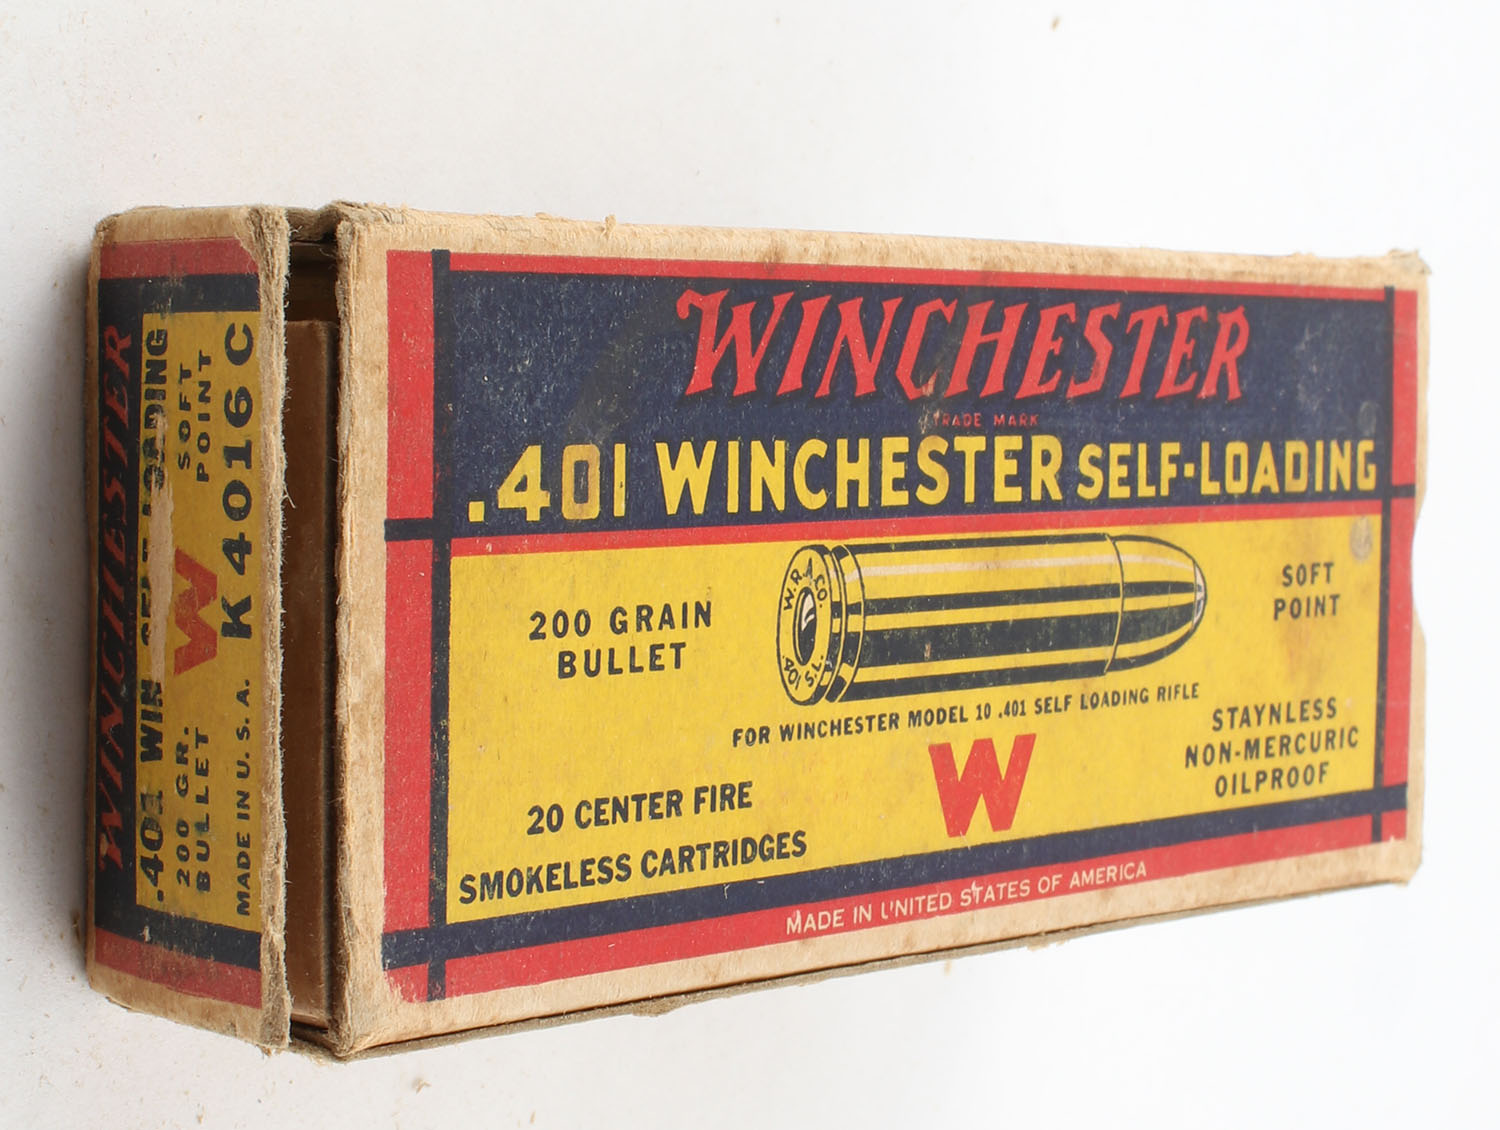 WINCHESTER
TRADE MARK
.401 WINCHESTER SELF-LOADING
200 GRAIN
BULLET
W.R.A.CO.
.401 S.L.
SOFT
POINT
FOR WINCHESTER MODEL 10 .401 SELF LOADING RIFLE
W
STAYNLESS
NON-MERCURIC
OILPROOF
20 CENTER FIRE
SMOKELESS CARTRIDGES
MADE IN UNITED STATES OF AMERICA
WINCHESTER
.401 WIN SELF LOADING
200 GR.
BULLET
W
SOFT
POINT
MADE IN U.S.A.
K 4016 C